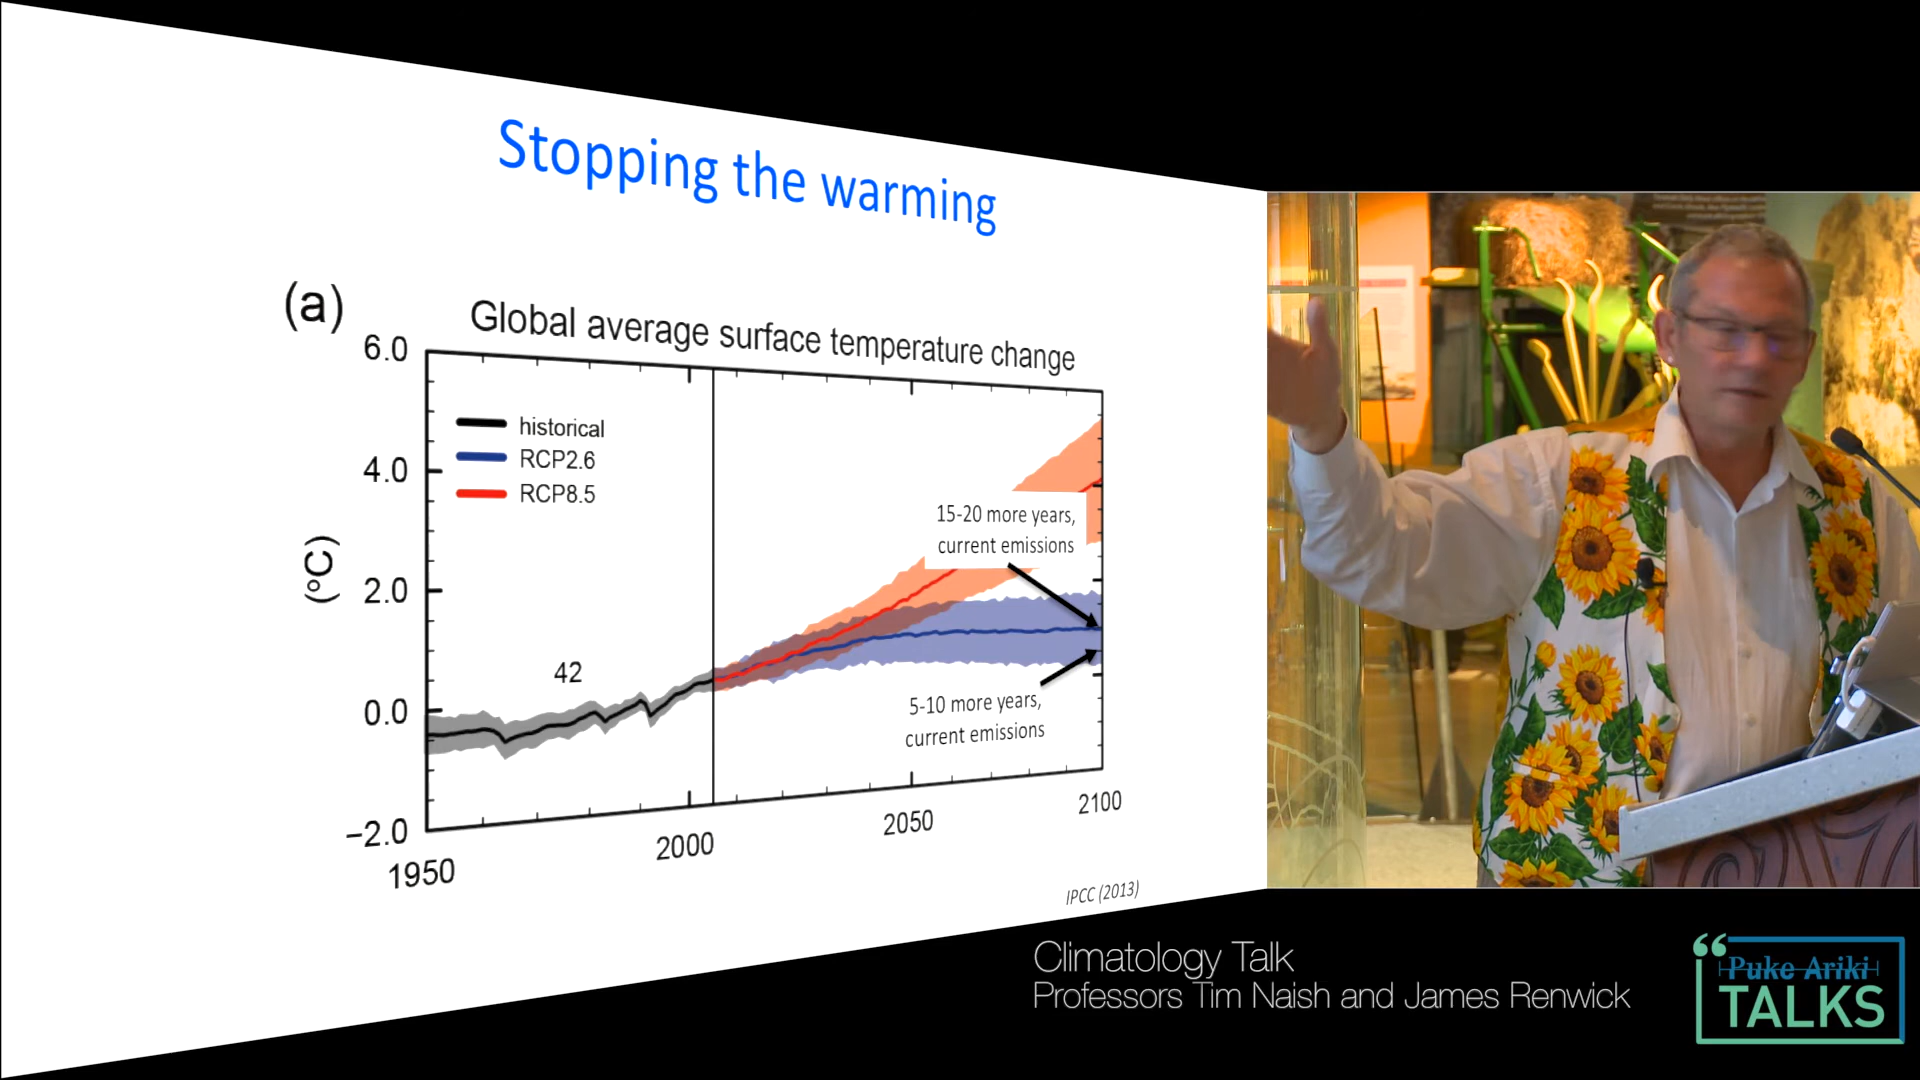 Stopping the warming
(a)
Global average surface temperature change
6.0
4.0
2.0
0.0
−2.0
(°C)
historical
RCP2.6
RCP8.5
42
15-20 more years,
current emissions
5-10 more years,
current emissions
1950
2000
2050
2100
IPCC (2013)
Climatology Talk
Professors Tim Naish and James Renwick
“
Puke Ariki
TALKS